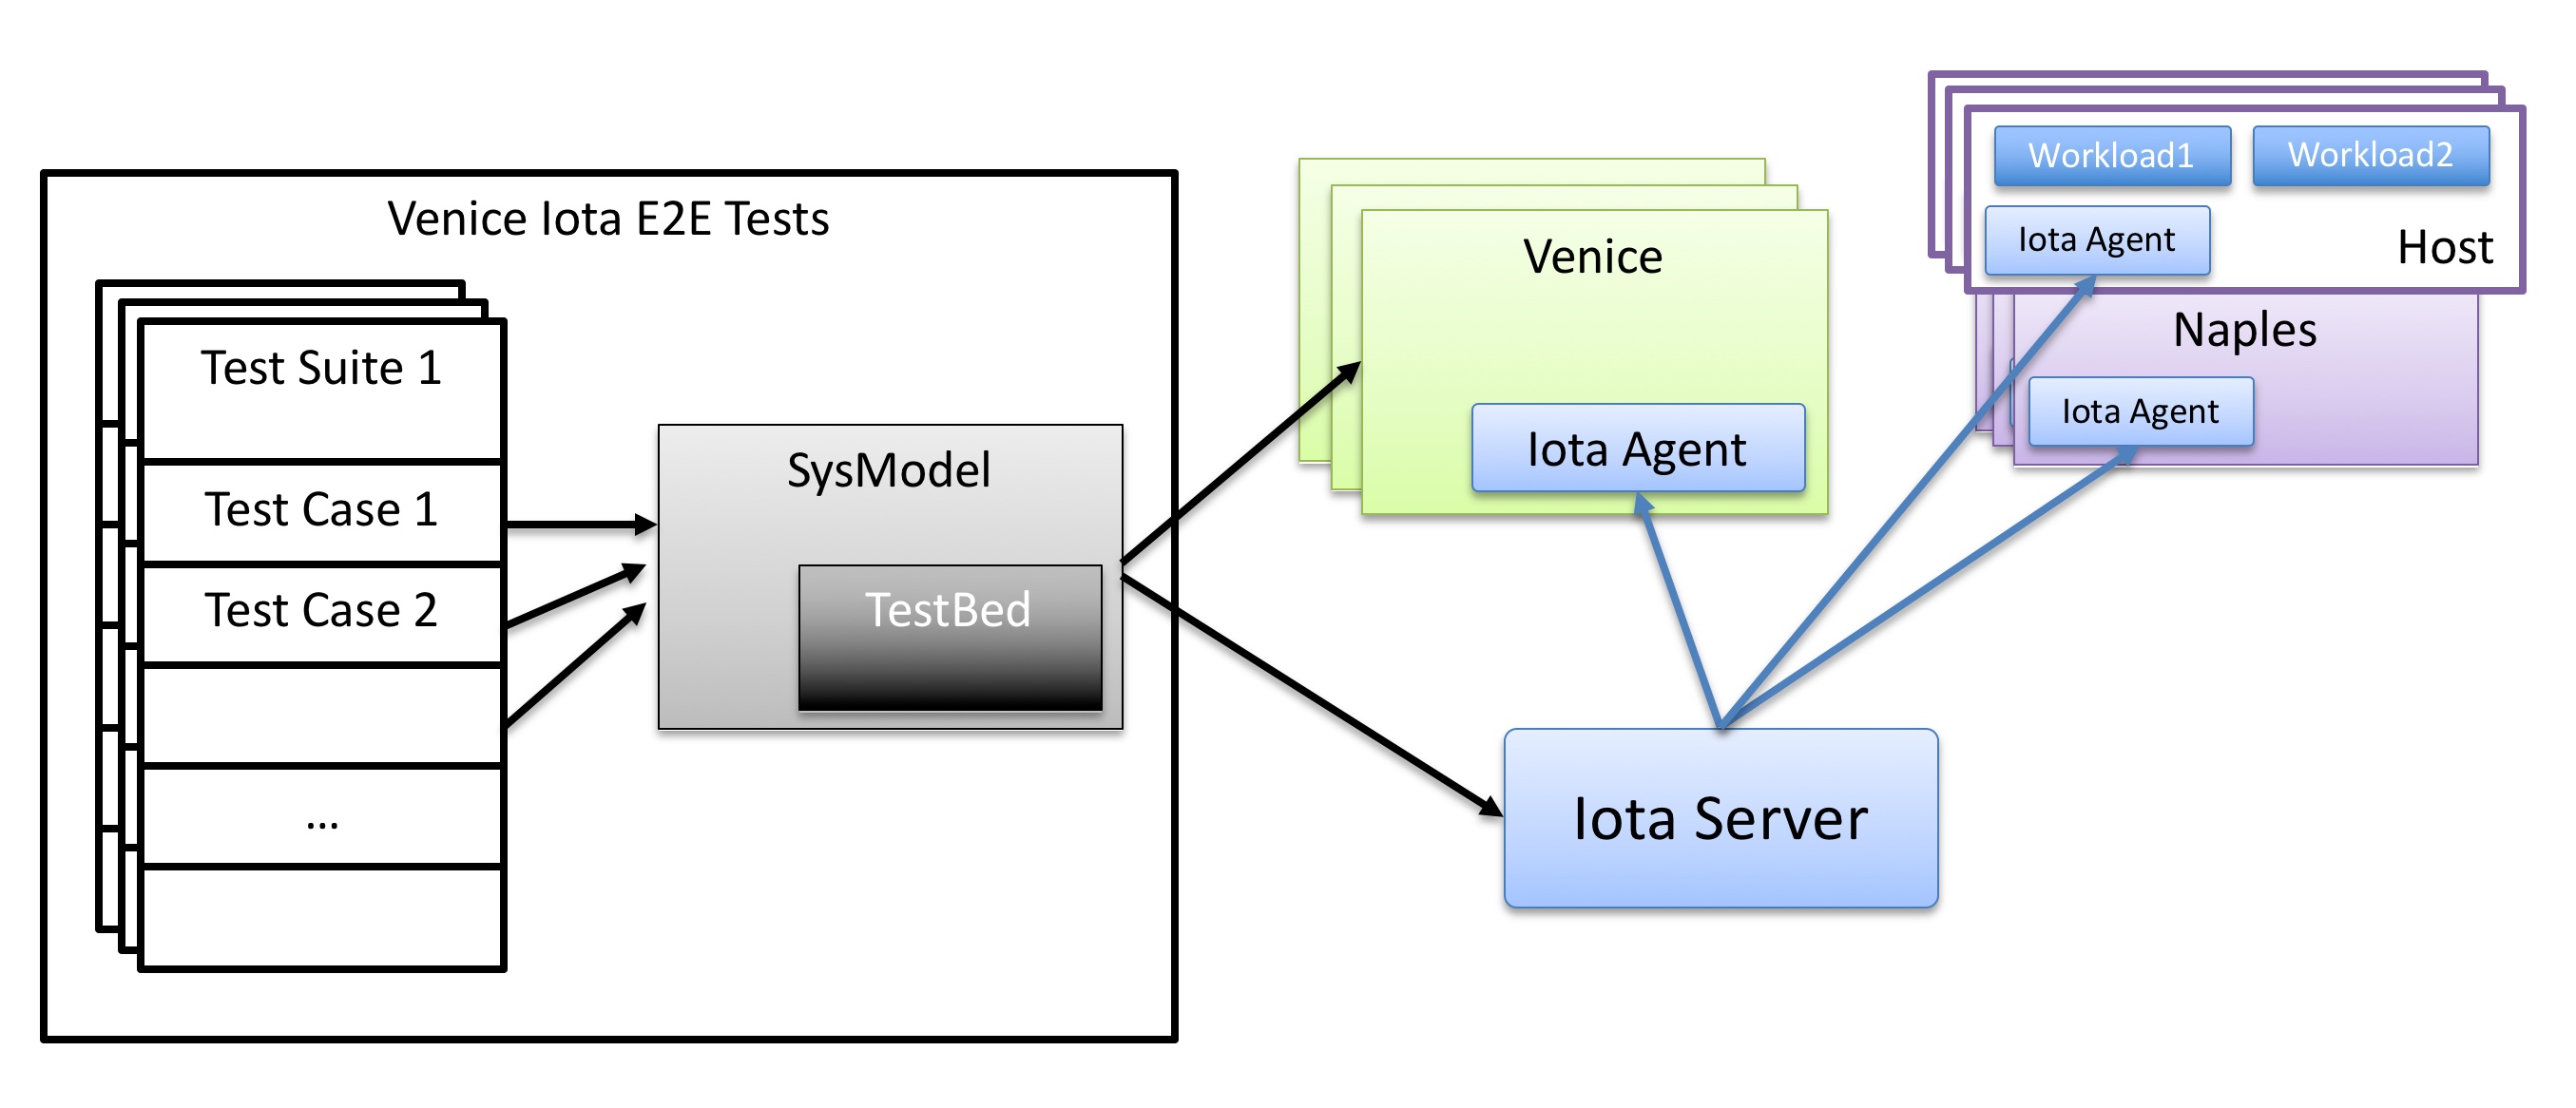 Venice Iota E2E Tests
Test Suite 1
Test Case 1
Test Case 2
...
SysModel
TestBed
Venice
Iota Agent
Workload1
Workload2
Iota Agent
Host
Naples
Iota Agent
Iota Server